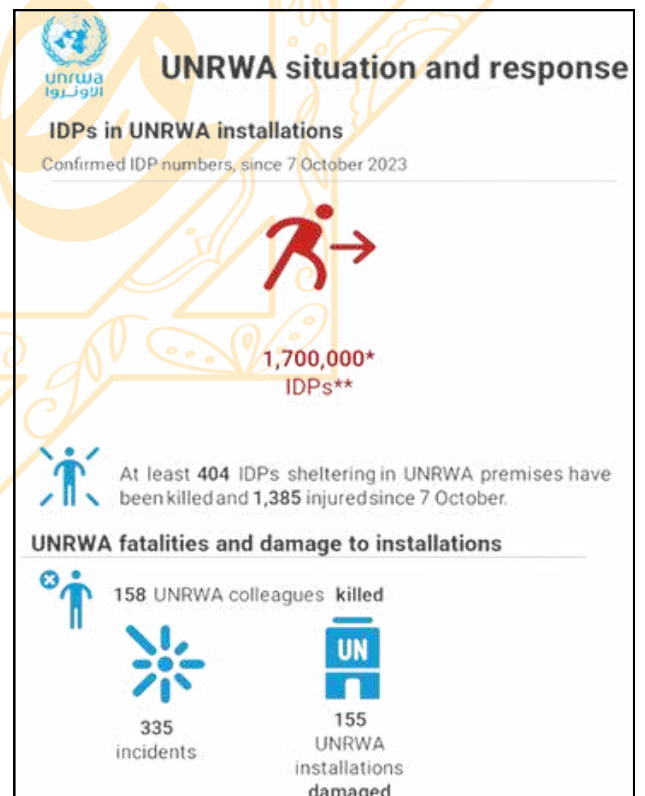 unrwa
الأونروا
UNRWA situation and response
IDPs in UNRWA installations
Confirmed IDP numbers, since 7 October 2023
1,700,000*
IDPs**
At least 404 IDPs sheltering in UNRWA premises have
been killed and 1,385 injured since 7 October.
UNRWA fatalities and damage to installations
158 UNRWA colleagues killed
UN
335
incidents
155
UNRWA
installations
damaged